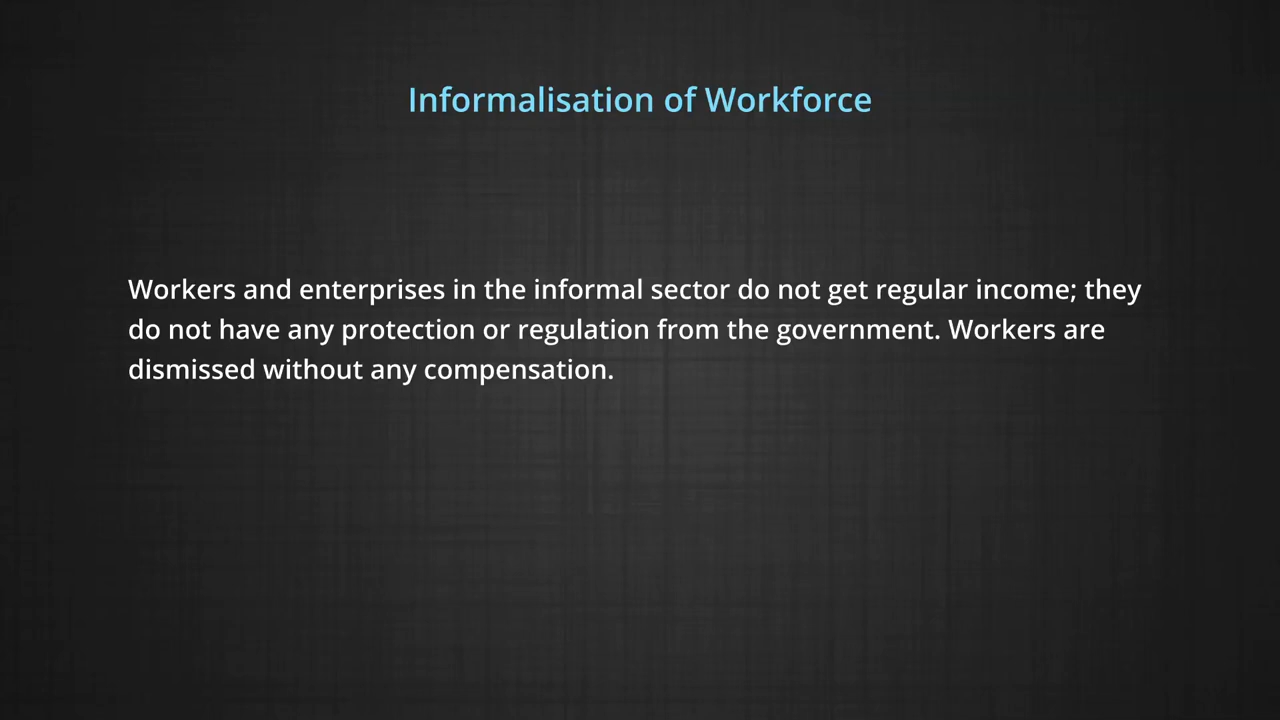 Informalisation of Workforce
Workers and enterprises in the informal sector do not get regular income; they
do not have any protection or regulation from the government. Workers are
dismissed without any compensation.